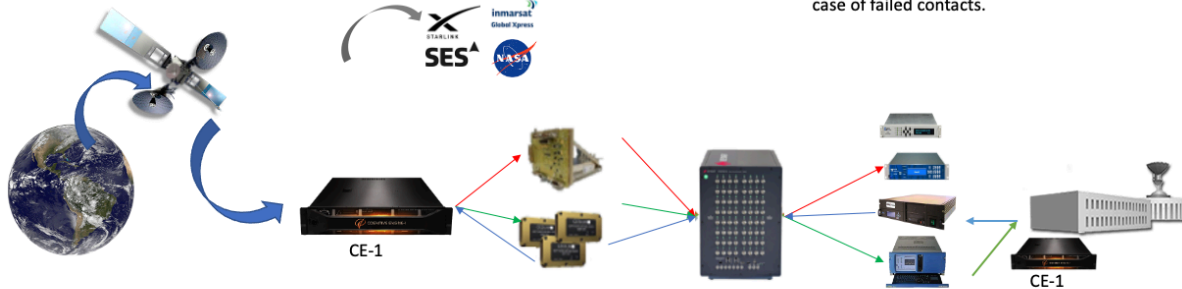 case of failed contacts.
inmarsat
Global Xpress
STARLINK
SES
NASA
CE-1
CE-1